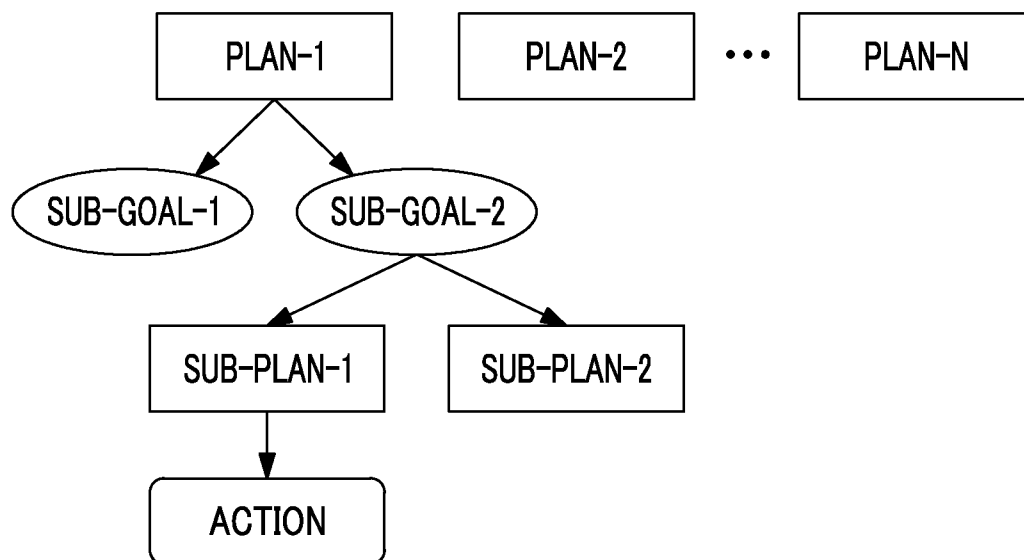 PLAN-1 PLAN-2 ••• PLAN-N
SUB-GOAL-1 SUB-GOAL-2
SUB-PLAN-1 SUB-PLAN-2
ACTION